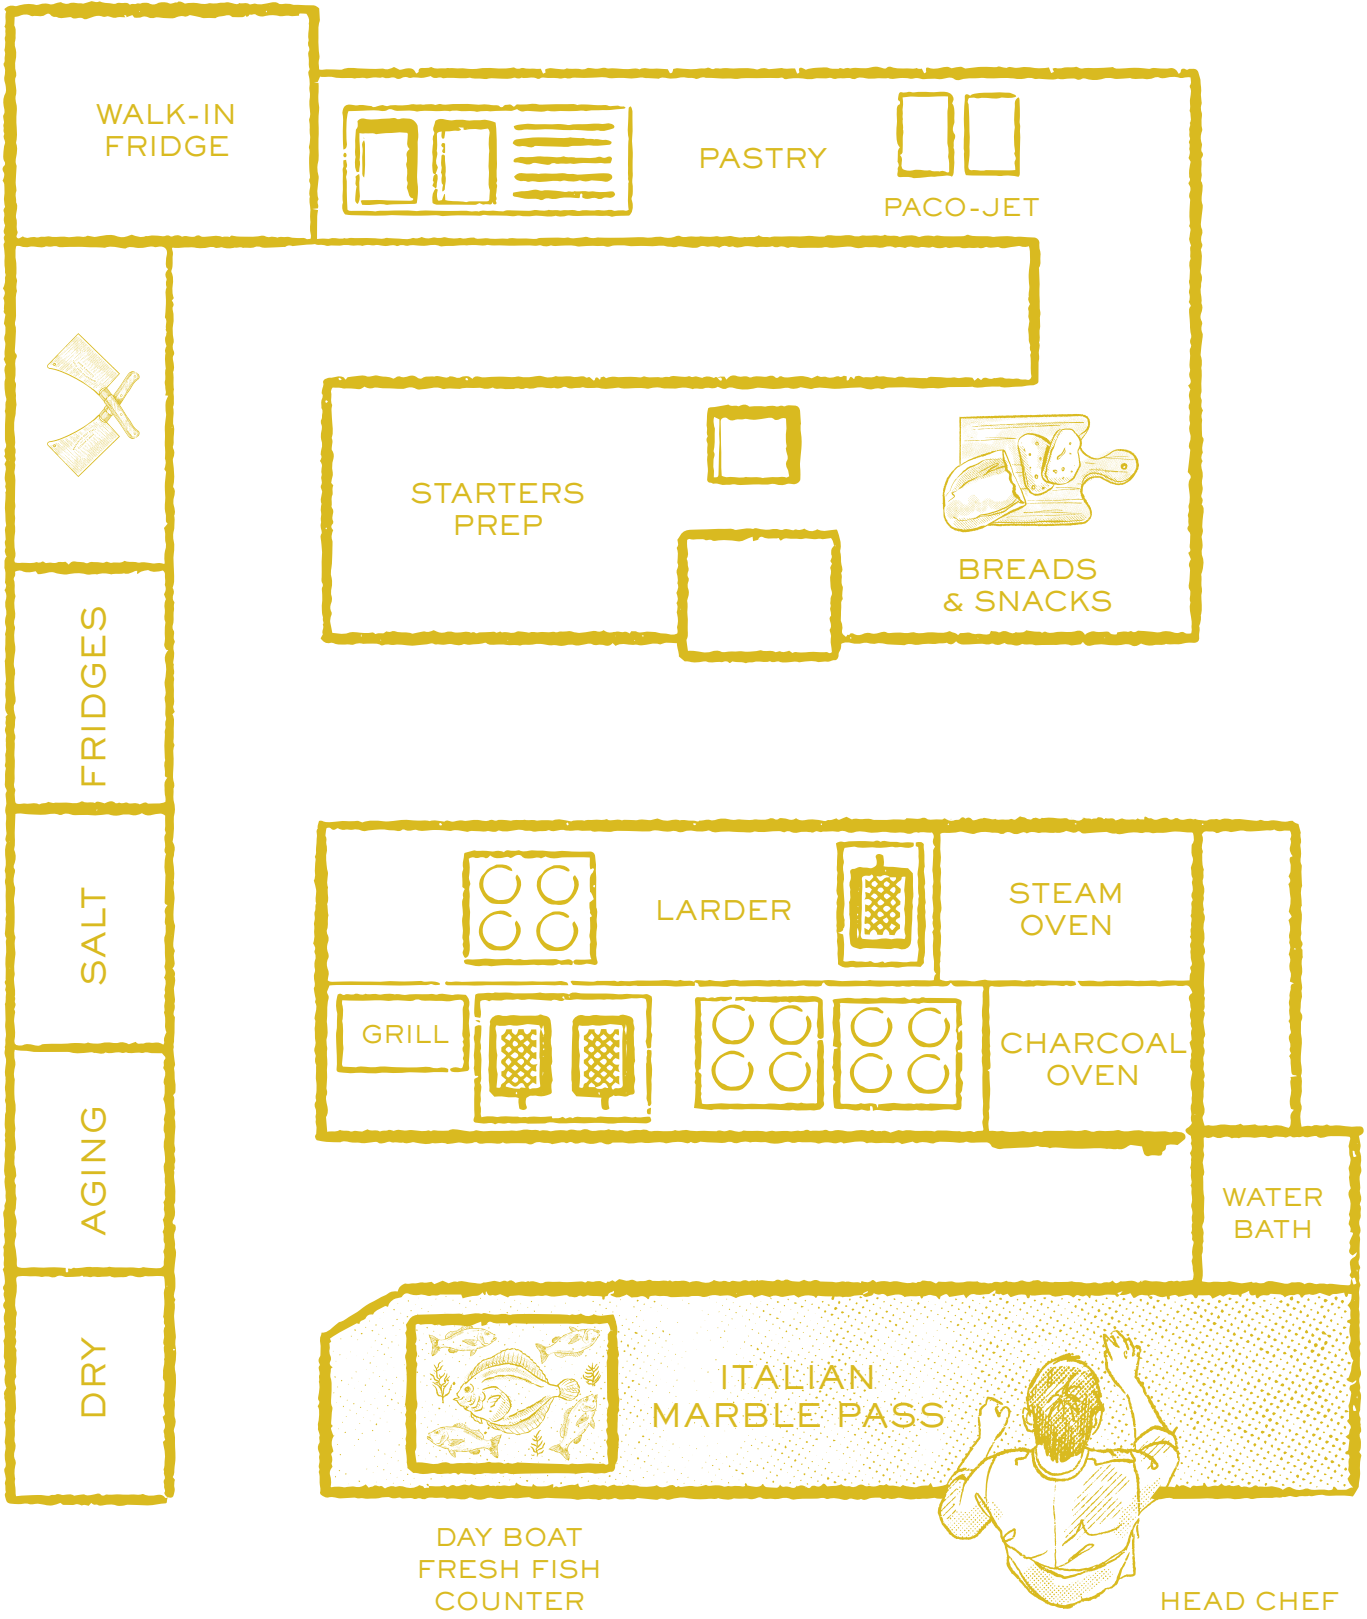 WALK-IN
FRIDGE
PASTRY
PACO-JET
STARTERS
PREP
BREADS
& SNACKS
FRIDGES
SALT
AGING
DRY
LARDER
STEAM
OVEN
GRILL
CHARCOAL
OVEN
WATER
BATH
ITALIAN
MARBLE PASS
DAY BOAT
FRESH FISH
COUNTER
HEAD CHEF